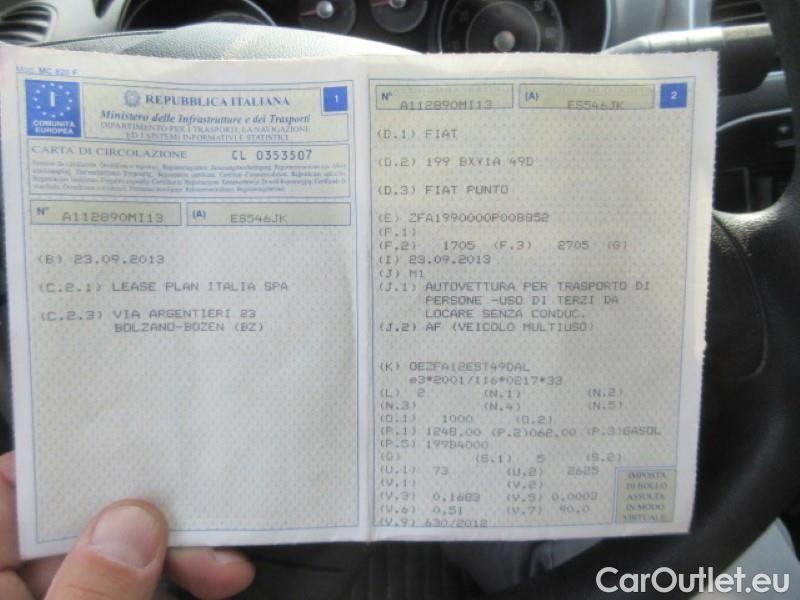 Mod. MC 820 F
I
COMUNITÀ
EUROPEA
REPUBBLICA ITALIANA
1
Ministero delle Infrastrutture e dei Trasporti
DIPARTIMENTO PER I TRASPORTI, LA NAVIGAZIONE
ED I SISTEMI INFORMATIVI E STATISTICI
CARTA DI CIRCOLAZIONE CL 0353507
N° A112890MI13 (A) ES546JK
(B) 23.09.2013
(C.2.1) LEASE PLAN ITALIA SPA
(C.2.3) VIA ARGENTIERI 23
BOLZANO-BOZEN (BZ)
N° A112890MI13 (A) ES546JK 2
(D.1) FIAT
(D.2) 199 BXY1A 49D
(D.3) FIAT PUNTO
(E) ZFA1990000P008852
(F.1)
(F.2) 1705 (F.3) 2705 (G)
(I) 23.09.2013
(J) M1
(J.1) AUTOVETTURA PER TRASPORTO DI
PERSONE -USO DI TERZI DA
LOCARE SENZA CONDUC.
(J.2) AF (VEICOLO MULTIUSO)
(K) OEZFA12EST49DAL
e3*2001/116*0217*33
(L) 2 (N.1) (N.2)
(N.3) (N.4) (N.5)
(O.1) 1000 (O.2)
(P.1) 1248,00 (P.2)062,00 (P.3)GASOL
(P.5) 199B4000
(Q) (S.1) 5 (S.2)
(U.1) 73 (U.2) 2625
(V.1) (V.2)
(V.3) 0,1683 (V.5) 0,0003
(V.6) 0,51 (V.7) 90,0
(V.9) 630/2012
IMPOSTA
DI BOLLO
ASSOLTA
IN MODO
VIRTUALE
CarOutlet.eu